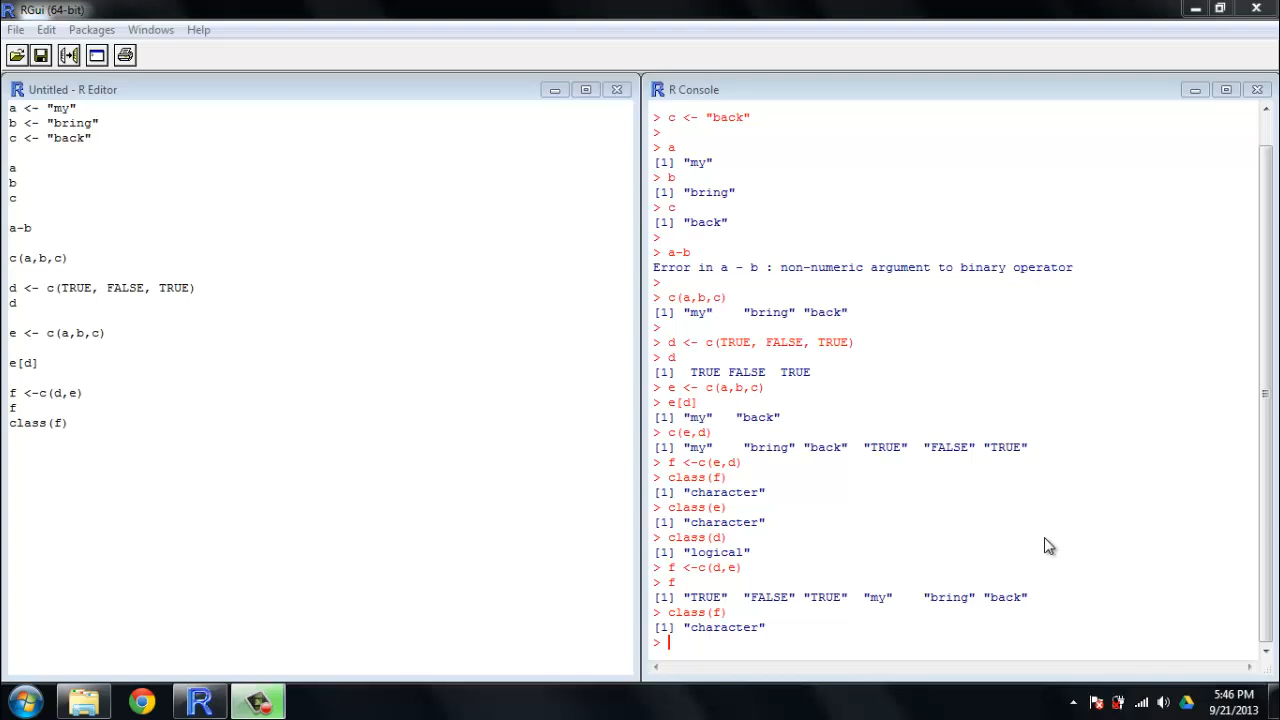 RGui (64-bit)
File Edit Packages Windows Help
Untitled - R Editor
a <- "my"
b <- "bring"
c <- "back"
a
b
c
a-b
c(a,b,c)
d <- c(TRUE, FALSE, TRUE)
d
e <- c(a,b,c)
e[d]
f <-c(d,e)
f
class(f)
R Console
> c <- "back"
>
> a
[1] "my"
> b
[1] "bring"
> c
[1] "back"
>
> a-b
Error in a - b : non-numeric argument to binary operator
>
> c(a,b,c)
[1] "my"    "bring" "back"
>
> d <- c(TRUE, FALSE, TRUE)
> d
[1]  TRUE FALSE  TRUE
> e <- c(a,b,c)
> e[d]
[1] "my"   "back"
> c(e,d)
[1] "my"    "bring" "back"  "TRUE"  "FALSE" "TRUE"
> f <-c(e,d)
> class(f)
[1] "character"
> class(e)
[1] "character"
> class(d)
[1] "logical"
> f <-c(d,e)
> f
[1] "TRUE"  "FALSE" "TRUE"  "my"    "bring" "back"
> class(f)
[1] "character"
>
5:46 PM
9/21/2013